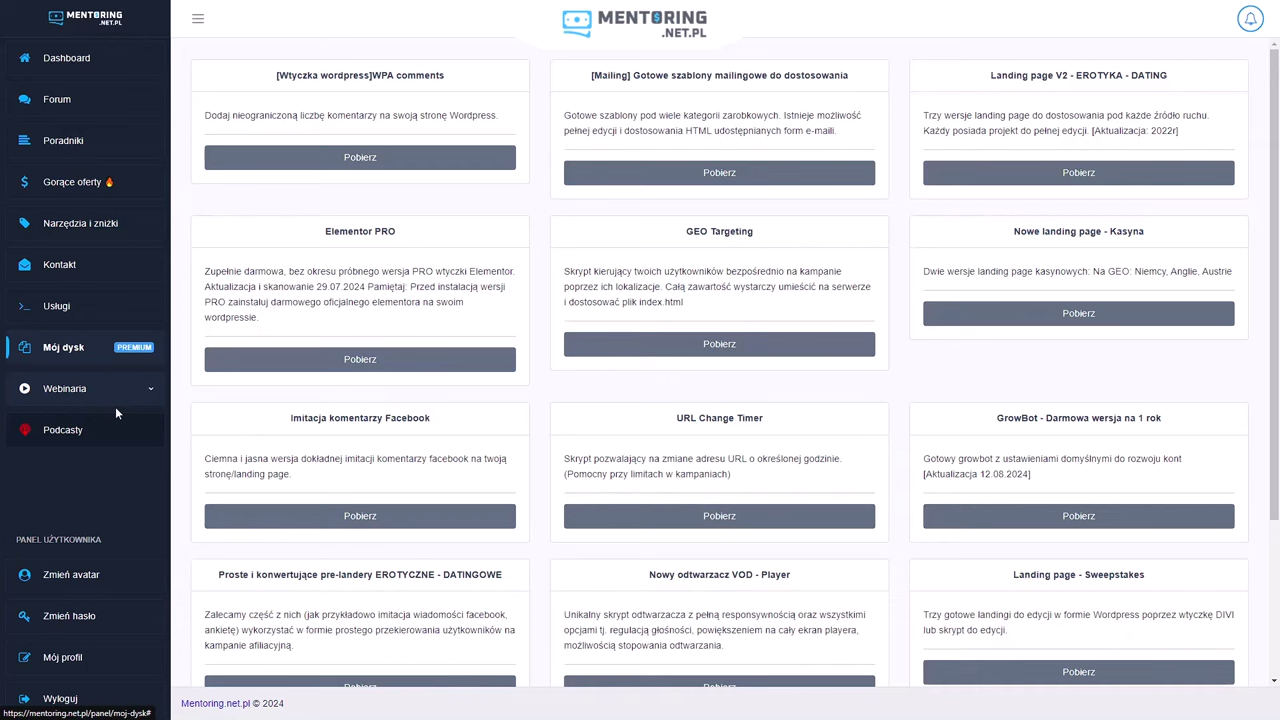 MENTORING
.NET.PL
Dashboard
Forum
Poradniki
Gorące oferty
Narzędzia i zniżki
Kontakt
Usługi
Mój dysk PREMIUM
Webinaria
Podcasty
PANEL UŻYTKOWNIKA
Zmień avatar
Zmień hasło
Mój profil
Wyloguj
https://mentoring.net.pl/panel/moj-dysk#
MENTORING
.NET.PL
[Wtyczka wordpress]WPA comments
Dodaj nieograniczoną liczbę komentarzy na swoją stronę Wordpress.
Pobierz
[Mailing] Gotowe szablony mailingowe do dostosowania
Gotowe szablony pod wiele kategorii zarobkowych. Istnieje możliwość
pełnej edycji i dostosowania HTML udostępnianych form e-maili.
Pobierz
Landing page V2 - EROTYKA - DATING
Trzy wersje landing page do dostosowania pod każde źródło ruchu.
Każdy posiada projekt do pełnej edycji. [Aktualizacja: 2022r]
Pobierz
Elementor PRO
Zupełnie darmowa, bez okresu próbnego wersja PRO wtyczki Elementor.
Aktualizacja i skanowanie 29.07.2024 Pamiętaj: Przed instalacją wersji
PRO zainstaluj darmowego oficjalnego elementora na swoim
wordpressie.
Pobierz
GEO Targeting
Skrypt kierujący twoich użytkowników bezpośrednio na kampanie
poprzez ich lokalizacje. Całą zawartość wystarczy umieścić na serwerze
i dostosować plik index.html
Pobierz
Nowe landing page - Kasyna
Dwie wersje landing page kasynowych: Na GEO: Niemcy, Anglie, Austrie
Pobierz
Imitacja komentarzy Facebook
Ciemna i jasna wersja dokładnej imitacji komentarzy facebook na twoją
stronę/landing page.
Pobierz
URL Change Timer
Skrypt pozwalający na zmiane adresu URL o określonej godzinie.
(Pomocny przy limitach w kampaniach)
Pobierz
GrowBot - Darmowa wersja na 1 rok
Gotowy growbot z ustawieniami domyślnymi do rozwoju kont
[Aktualizacja 12.08.2024]
Pobierz
Proste i konwertujące pre-landery EROTYCZNE - DATINGOWE
Zalecamy część z nich (jak przykładowo imitacja wiadomości facebook,
ankietę) wykorzystać w formie prostego przekierowania użytkowników na
kampanie afiliacyjną.
Pobierz
Nowy odtwarzacz VOD - Player
Unikalny skrypt odtwarzacza z pełną responsywnością oraz wszystkimi
opcjami tj. regulacją głośności, powiększeniem na cały ekran playera,
możliwością stopowania odtwarzania.
Pobierz
Landing page - Sweepstakes
Trzy gotowe landingi do edycji w formie Wordpress poprzez wtyczkę DIVI
lub skrypt do edycji.
Pobierz
Mentoring.net.pl © 2024